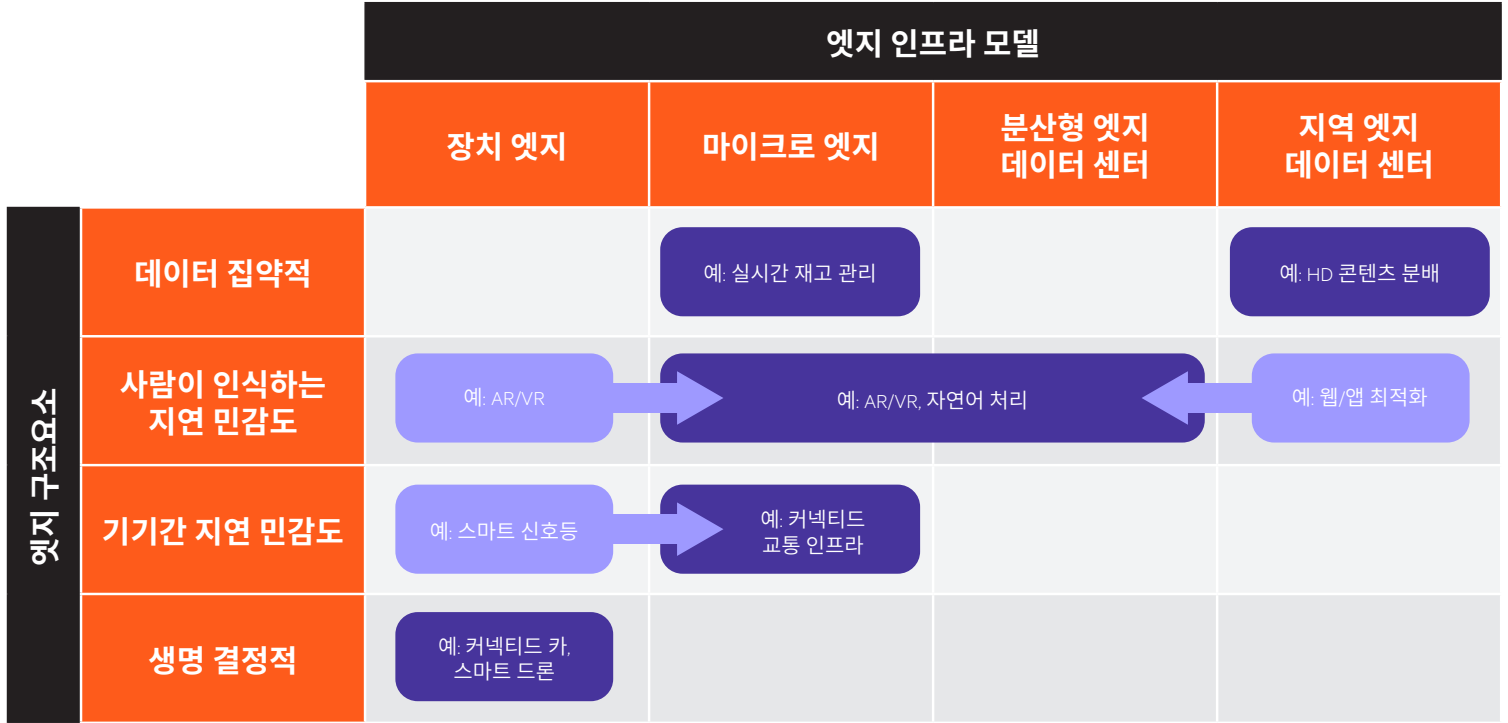 엣지 인프라 모델
장치 엣지
마이크로 엣지
분산형 엣지
데이터 센터
지역 엣지
데이터 센터
엣지 구조요소
데이터 집약적
예: 실시간 재고 관리
예: HD 콘텐츠 분배
사람이 인식하는
지연 민감도
예: AR/VR
예: AR/VR, 자연어 처리
예: 웹/앱 최적화
기기간 지연 민감도
예: 스마트 신호등
예: 커넥티드
교통 인프라
생명 결정적
예: 커넥티드 카,
스마트 드론